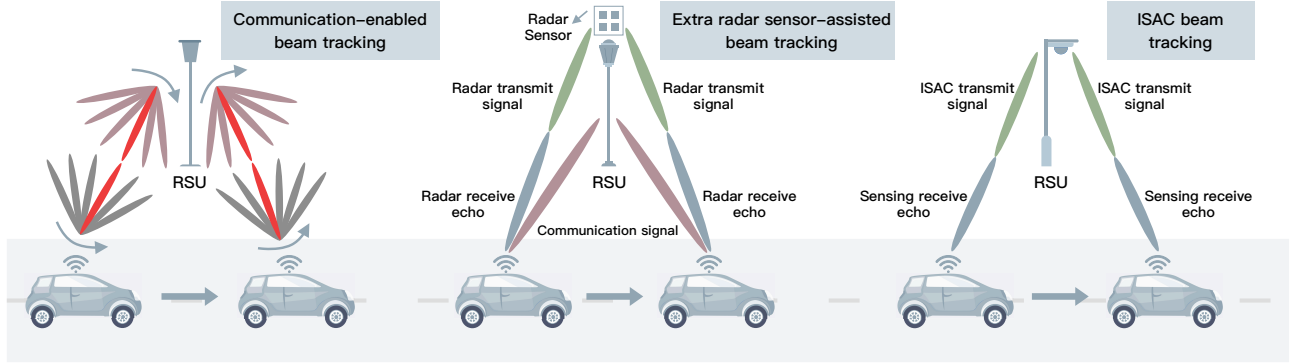 Communication-enabled
beam tracking
RSU
Radar
Sensor
Extra radar sensor-assisted
beam tracking
Radar transmit
signal
Radar transmit
signal
RSU
Radar receive
echo
Radar receive
echo
Communication signal
ISAC beam
tracking
ISAC transmit
signal
ISAC transmit
signal
RSU
Sensing receive
echo
Sensing receive
echo